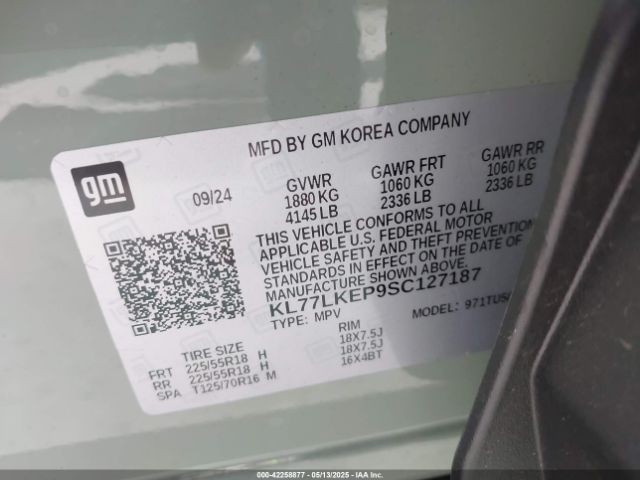 MFD BY GM KOREA COMPANY
gm
09/24
GVWR
1880 KG
4145 LB
GAWR FRT
1060 KG
2336 LB
GAWR RR
1060 KG
2336 LB
THIS VEHICLE CONFORMS TO ALL
APPLICABLE U.S. FEDERAL MOTOR
VEHICLE SAFETY AND THEFT PREVENTION
STANDARDS IN EFFECT ON THE DATE OF
MANUFACTURE SHOWN ABOVE.
KL77LKEP9SC127187
TYPE: MPV
MODEL:
TIRE SIZE
RIM
FRT 225/55R18 H 18X7.5J
RR 225/55R18 H 18X7.5J
SPA T125/70R16 M 16X4BT
000-42258877 — 05/13/2025 — IAA, Inc.